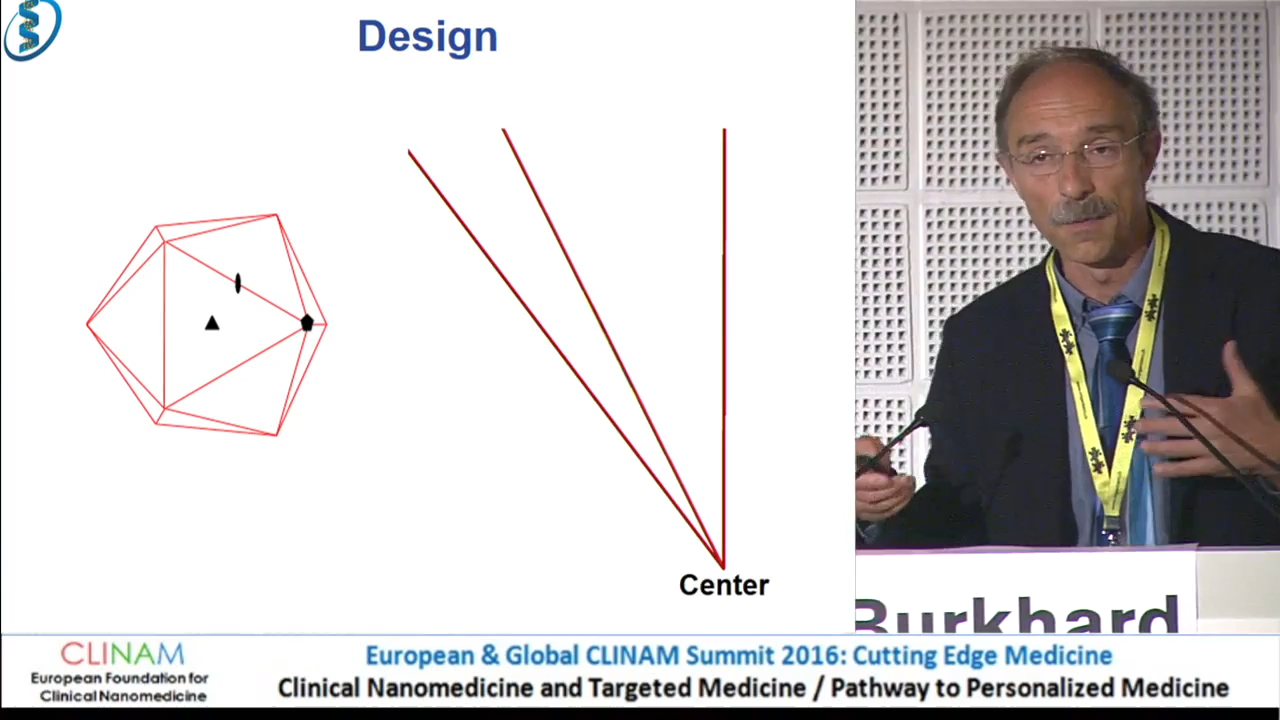 Design
Center
Burkhard
CLINAM
European Foundation for
Clinical Nanomedicine
European & Global CLINAM Summit 2016: Cutting Edge Medicine
Clinical Nanomedicine and Targeted Medicine / Pathway to Personalized Medicine